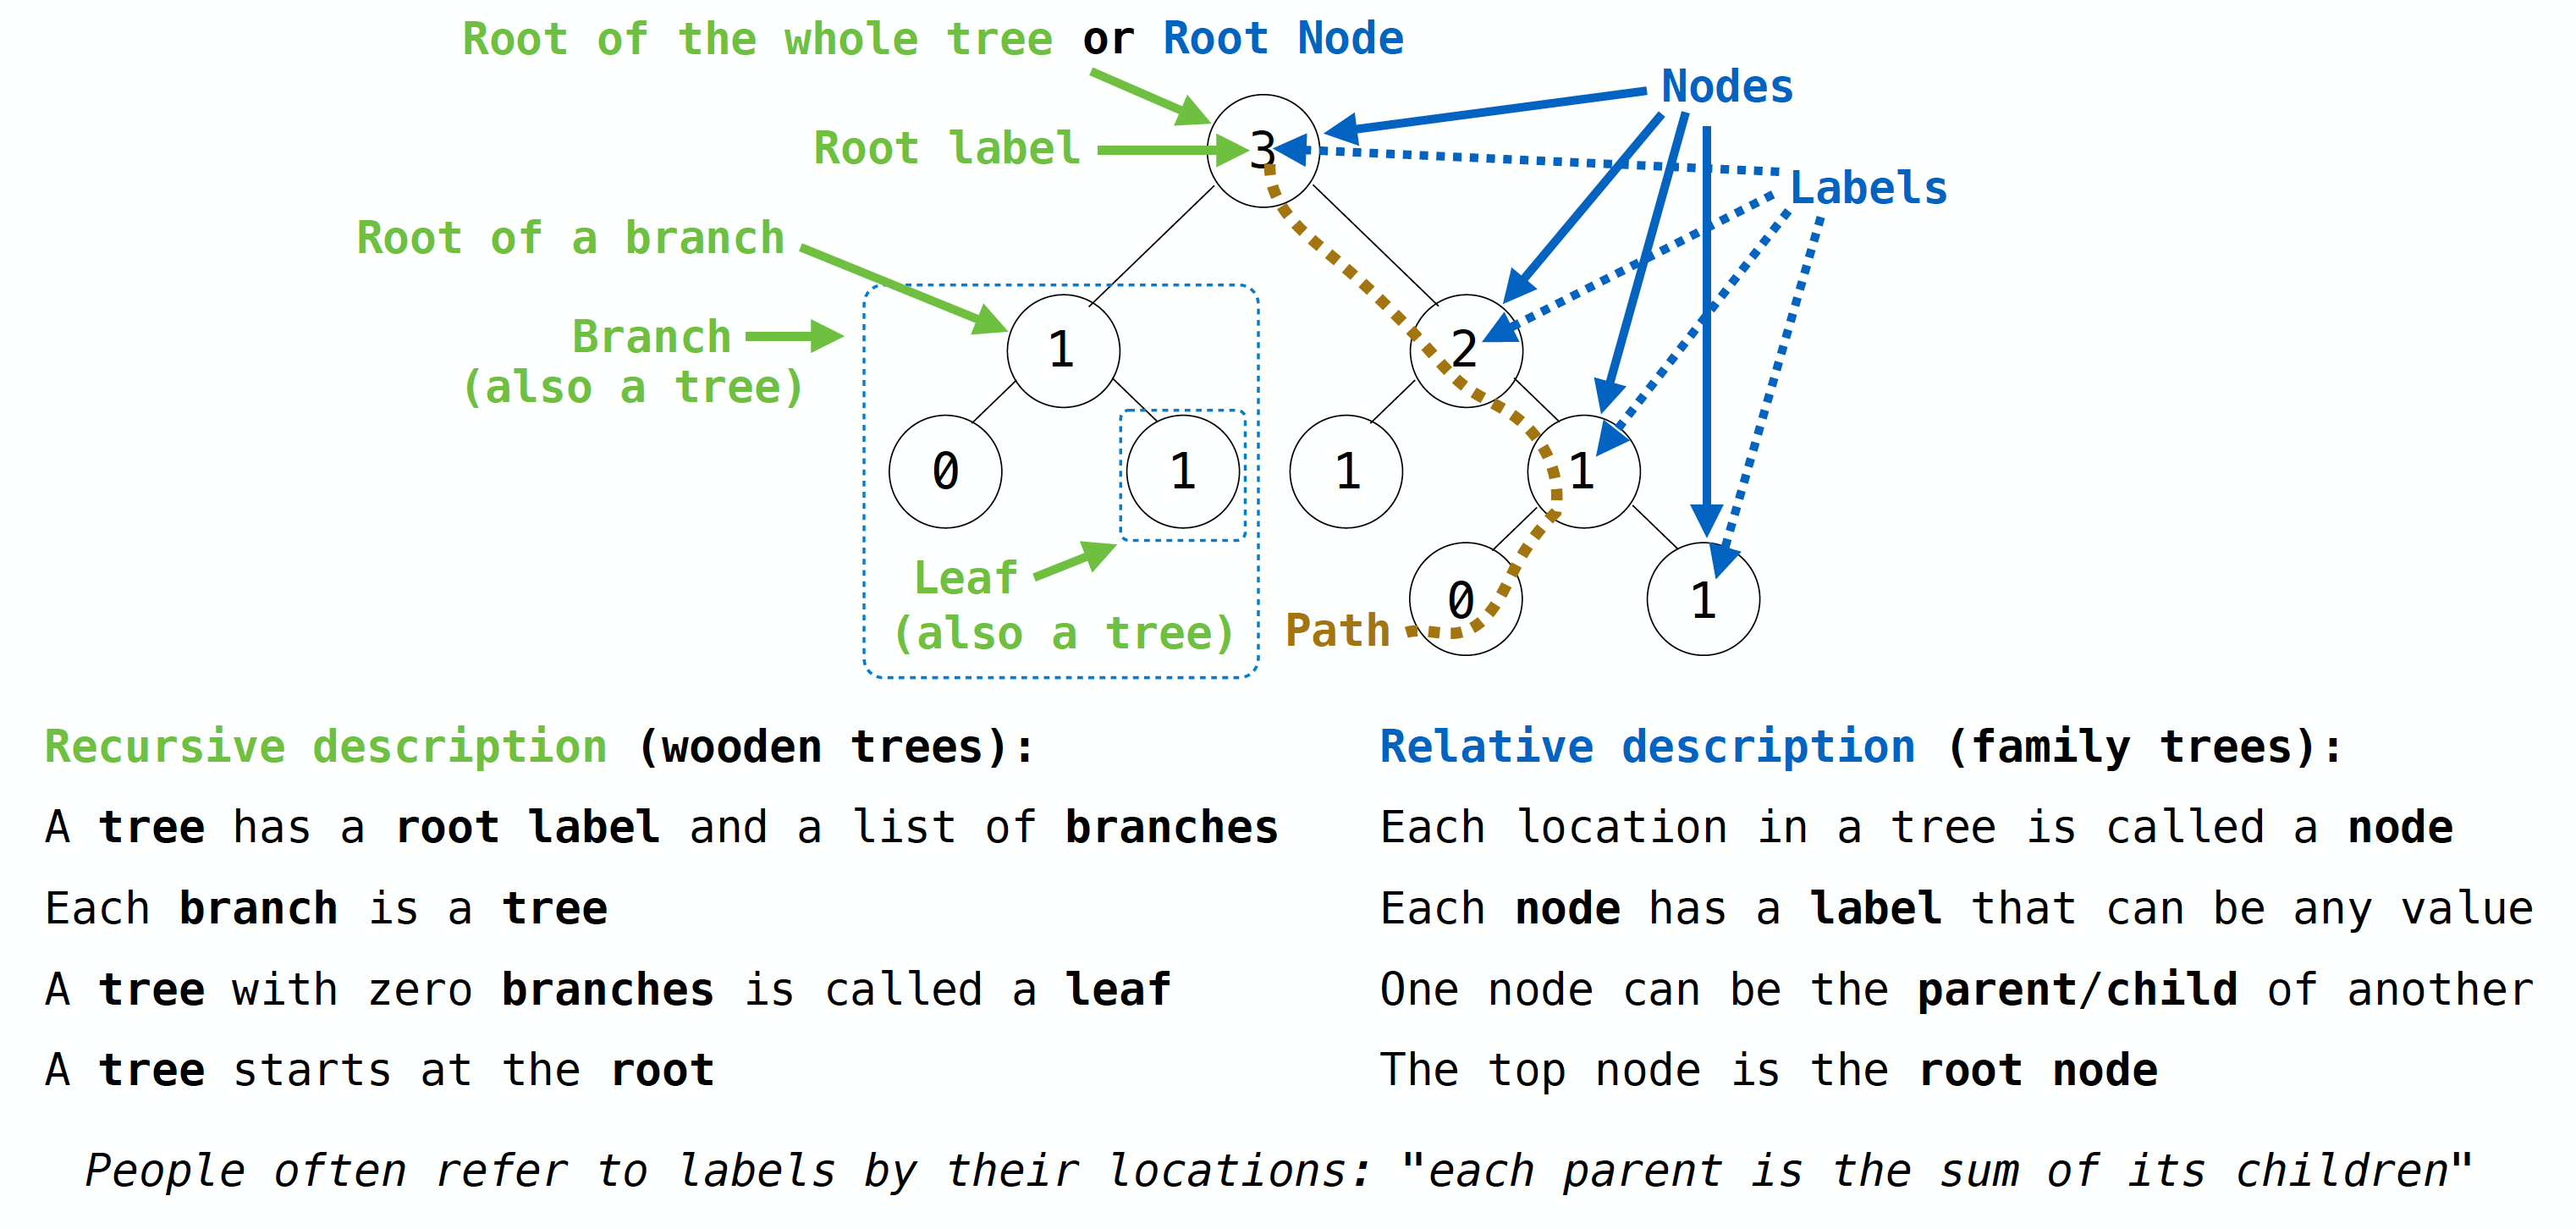 Root of the whole tree or Root Node
Nodes
3
Root label
Labels
Root of a branch
Branch
(also a tree)
1
2
0
1
1
1
Leaf
(also a tree)
0
1
Path
Recursive description (wooden trees):
A tree has a root label and a list of branches
Each branch is a tree
A tree with zero branches is called a leaf
A tree starts at the root
Relative description (family trees):
Each location in a tree is called a node
Each node has a label that can be any value
One node can be the parent/child of another
The top node is the root node
People often refer to labels by their locations: "each parent is the sum of its children"